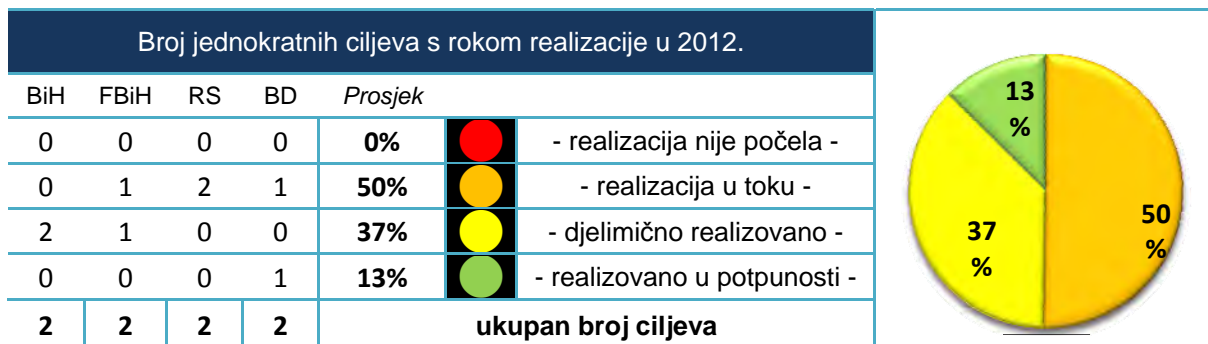 Broj jednokratnih ciljeva s rokom realizacije u 2012.
BiH FBiH RS BD Prosjek
0 0 0 0 0% - realizacija nije počela -
0 1 2 1 50% - realizacija u toku -
2 1 0 0 37% - djelimično realizovano -
0 0 0 1 13% - realizovano u potpunosti -
2 2 2 2 ukupan broj ciljeva
13
%
50
%
37
%